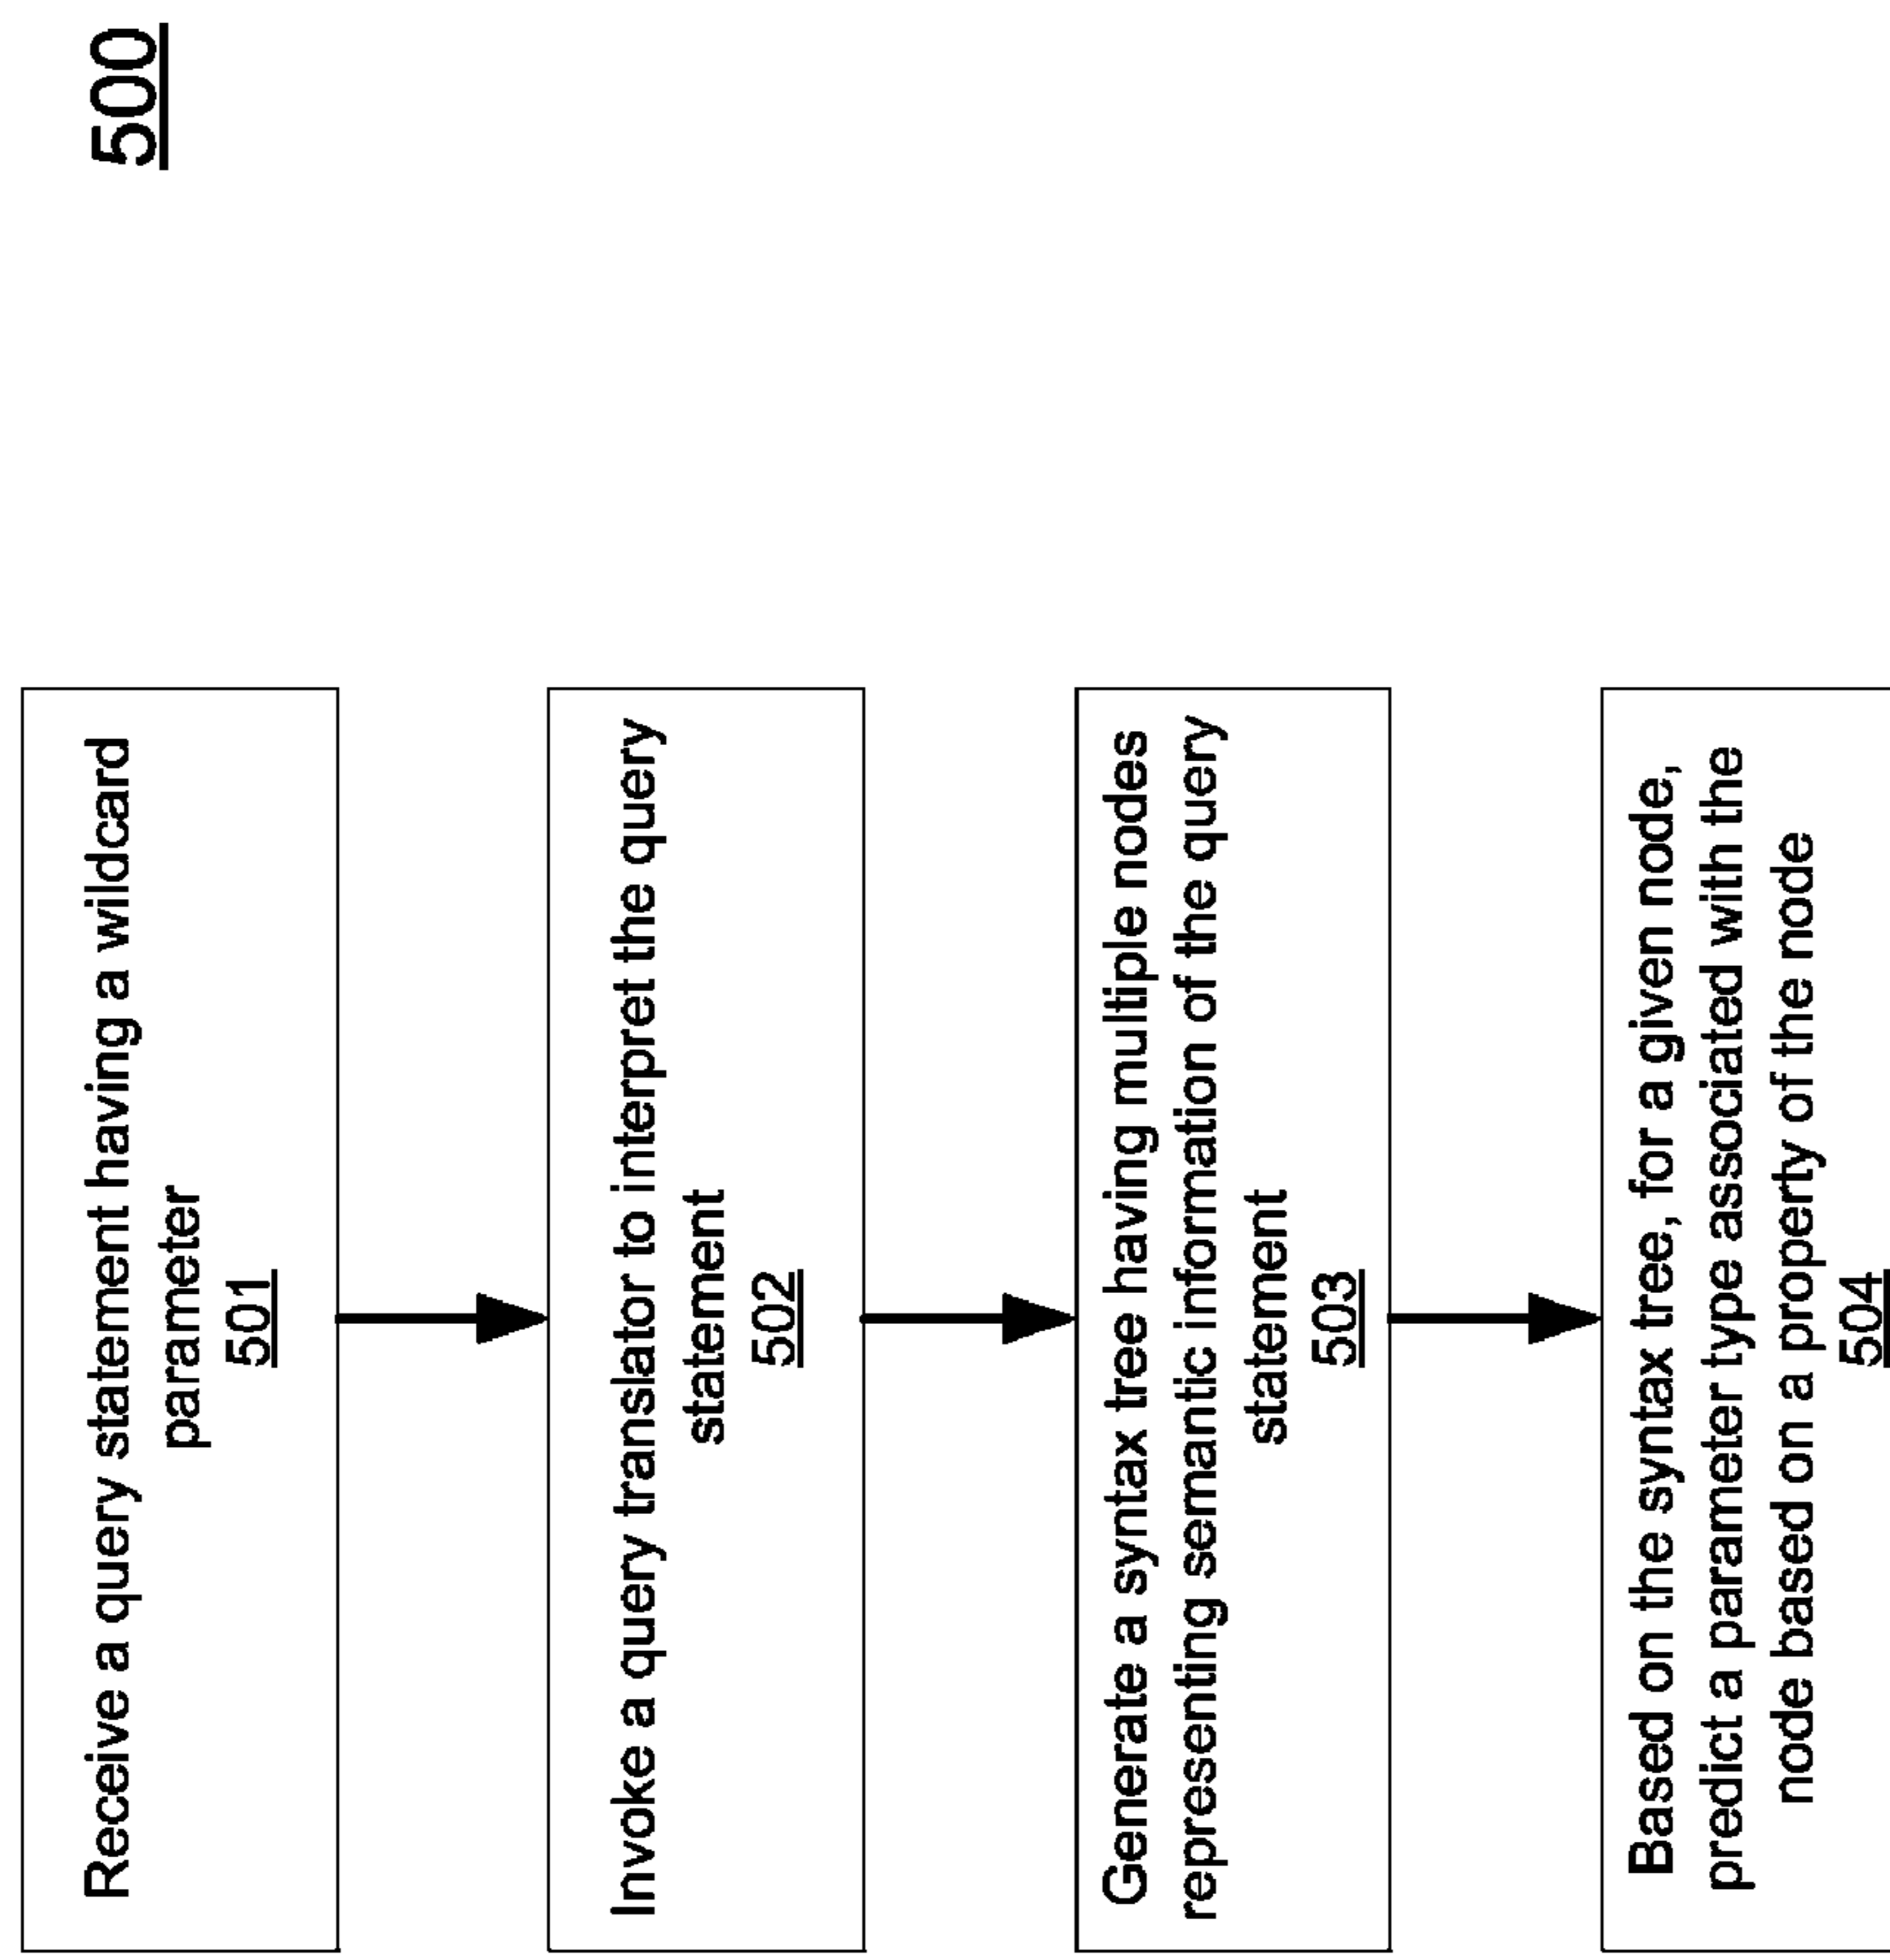 500
Receive a query statement having a wildcard
parameter
501
Invoke a query translator to interpret the query
statement
502
Generate a syntax tree having multiple nodes
representing semantic information of the query
statement
503
Based on the syntax tree, for a given node,
predict a parameter type associated with the
node based on a property of the node
504